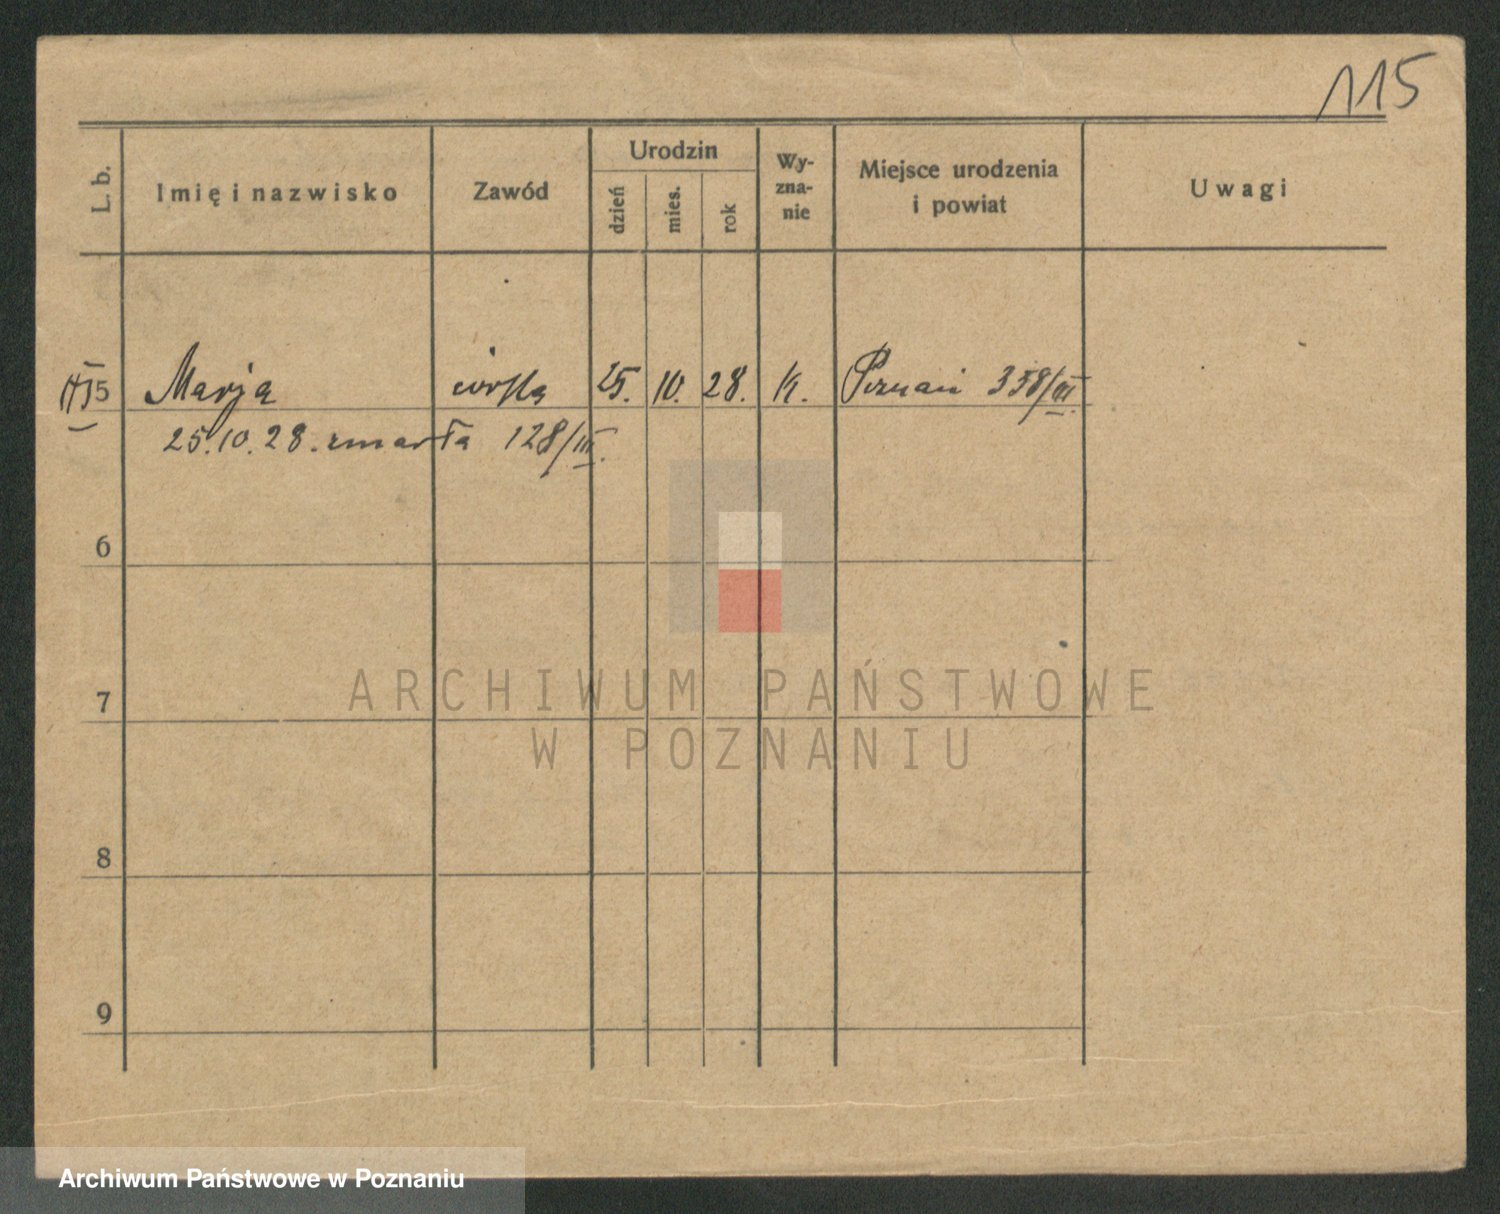 115
L. b.
Imię i nazwisko
Zawód
Urodzin
dzień
mies.
rok
Wy-
zna-
nie
Miejsce urodzenia
i powiat
Uwagi
5 Marja córka 25. 10. 28. k. Poznań 358/III.
25.10.28. zmarła 128/III.
6
7
8
9
ARCHIWUM PAŃSTWOWE
W POZNANIU
Archiwum Państwowe w Poznaniu